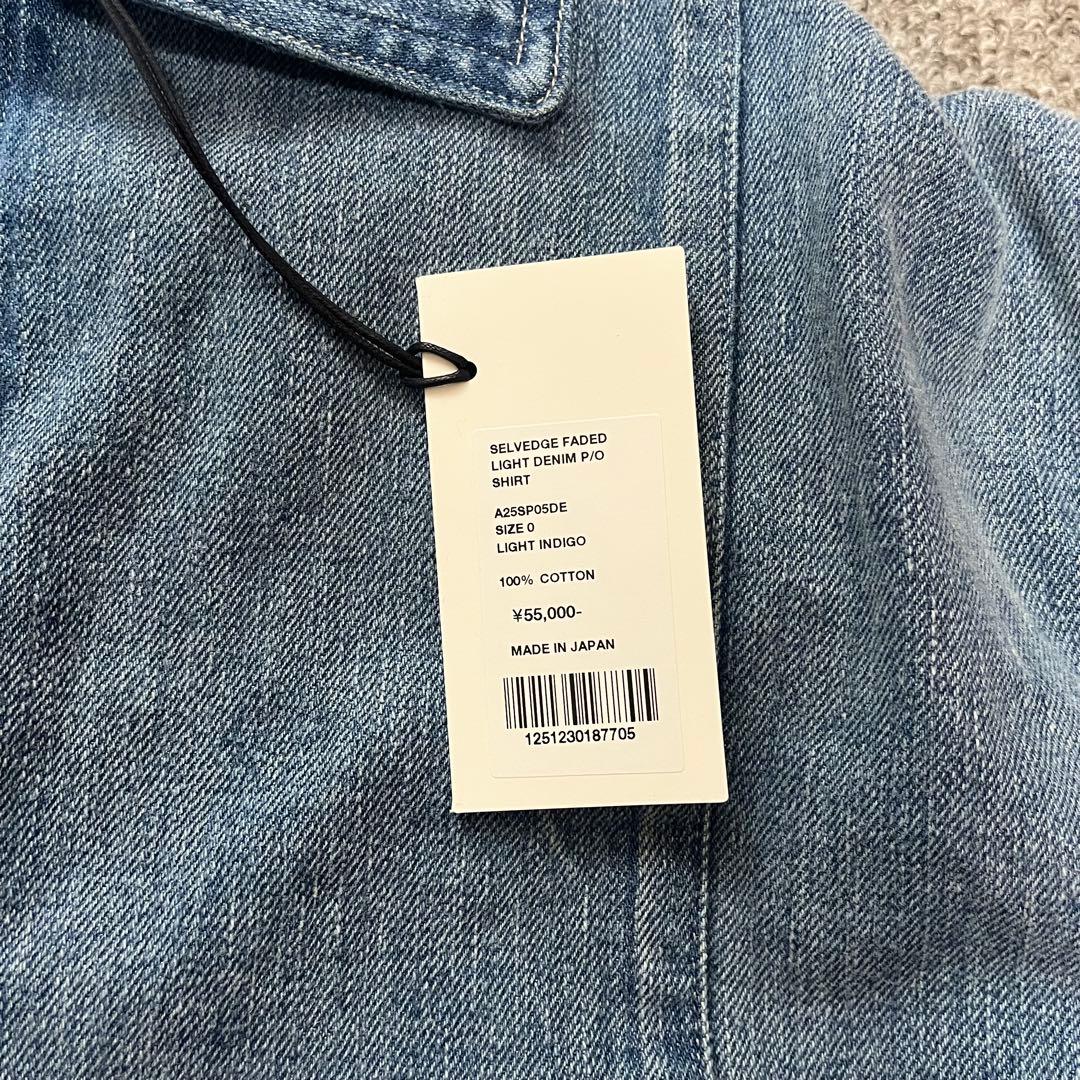 SELVEDGE FADED
LIGHT DENIM P/O
SHIRT
A25SP05DE
SIZE 0
LIGHT INDIGO
100% COTTON
¥55,000-
MADE IN JAPAN
1251230187705